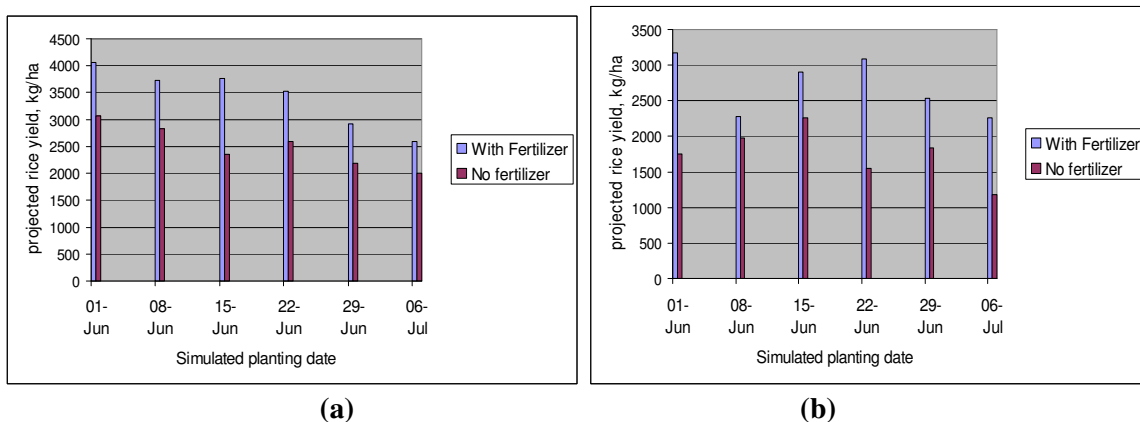 projected rice yield, kg/ha
4500
4000
3500
3000
2500
2000
1500
1000
500
0
01- 08- 15- 22- 29- 06-
Jun Jun Jun Jun Jun Jul
Simulated planting date
With Fertilizer
No fertilizer
(a)
projected rice yield, kg/ha
3500
3000
2500
2000
1500
1000
500
0
01- 08- 15- 22- 29- 06-
Jun Jun Jun Jun Jun Jul
Simulated planting date
With Fertilizer
No fertilizer
(b)